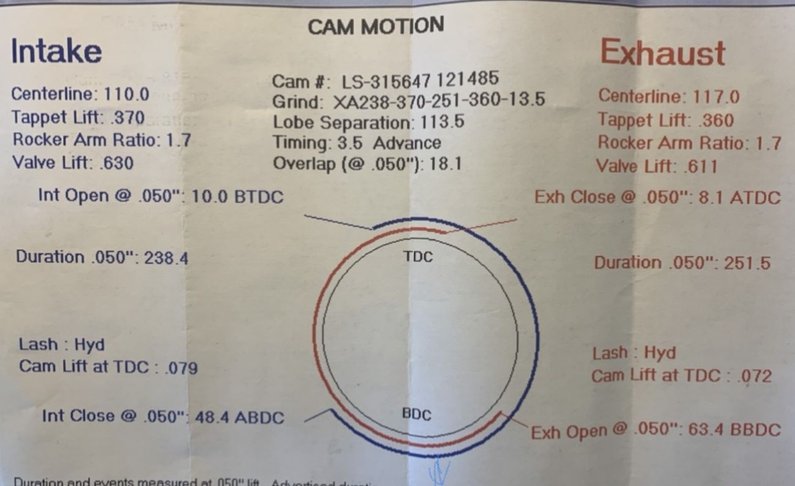 CAM MOTION
Intake
Centerline: 110.0
Tappet Lift: .370
Rocker Arm Ratio: 1.7
Valve Lift: .630
Cam #: LS-315647 121485
Grind: XA238-370-251-360-13.5
Lobe Separation: 113.5
Timing: 3.5 Advance
Overlap (@ .050"): 18.1
Exhaust
Centerline: 117.0
Tappet Lift: .360
Rocker Arm Ratio: 1.7
Valve Lift: .611
Int Open @ .050": 10.0 BTDC
Exh Close @ .050": 8.1 ATDC
TDC
Duration .050": 238.4
Duration .050": 251.5
Lash : Hyd
Cam Lift at TDC : .079
Lash : Hyd
Cam Lift at TDC : .072
BDC
Int Close @ .050": 48.4 ABDC
Exh Open @ .050": 63.4 BBDC
Duration and events measured at .050" lift. Advertised